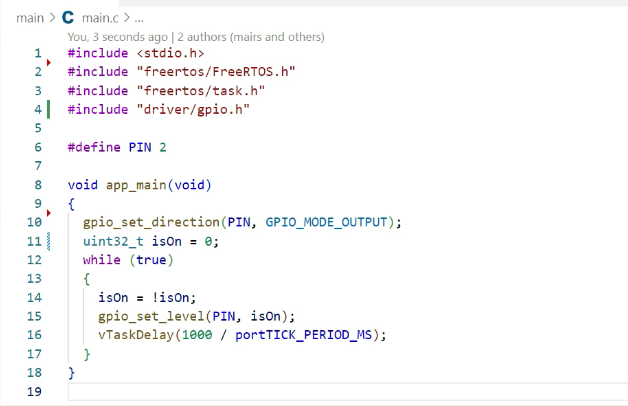 main > C main.c > ...
You, 3 seconds ago | 2 authors (mairs and others)
1 #include <stdio.h>
2 #include "freertos/FreeRTOS.h"
3 #include "freertos/task.h"
4 #include "driver/gpio.h"
5
6 #define PIN 2
7
8 void app_main(void)
9 {
10 gpio_set_direction(PIN, GPIO_MODE_OUTPUT);
11 uint32_t isOn = 0;
12 while (true)
13 {
14 isOn = !isOn;
15 gpio_set_level(PIN, isOn);
16 vTaskDelay(1000 / portTICK_PERIOD_MS);
17 }
18 }
19